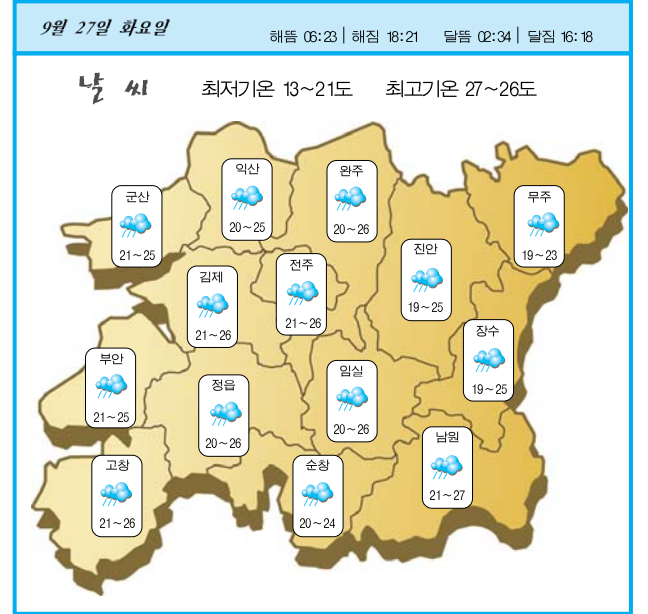 9월 27일 화요일
해뜸 06:23 | 해짐 18:21 달뜸 02:34 | 달짐 16:18
날씨 최저기온 13~21도 최고기온 27~26도
익산
20~25
완주
20~26
군산
21~25
무주
19~23
진안
19~25
전주
21~26
김제
21~26
장수
19~25
부안
21~25
정읍
20~26
임실
20~26
남원
21~27
고창
21~26
순창
20~24